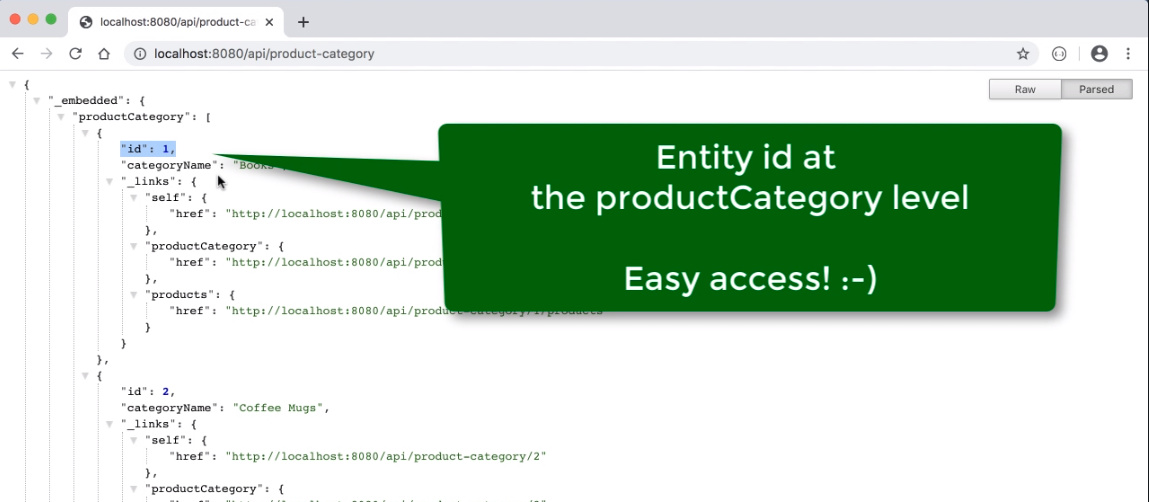 localhost:8080/api/product-ca
localhost:8080/api/product-category
Raw Parsed
{
"_embedded": {
"productCategory": [
{
"id": 1,
"categoryName": "Books",
"_links": {
"self": {
"href": "http://localhost:8080/api/prod
},
"productCategory": {
"href": "http://localhost:8080/api/prod
},
"products": {
"href": "http://localhost:8080/api/product-category/1/products"
}
}
},
{
"id": 2,
"categoryName": "Coffee Mugs",
"_links": {
"self": {
"href": "http://localhost:8080/api/product-category/2"
},
"productCategory": {
Entity id at
the productCategory level
Easy access! :-)